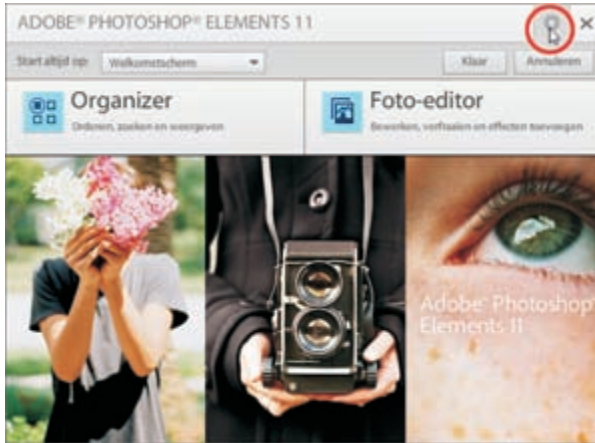 ADOBE® PHOTOSHOP® ELEMENTS 11
Start altijd op: Welkomstscherm Klaar Annuleren
Organizer
Ordenen, zoeken en weergeven
Foto-editor
Bewerken, verfraaien en effecten toevoegen
Adobe® Photoshop®
Elements 11